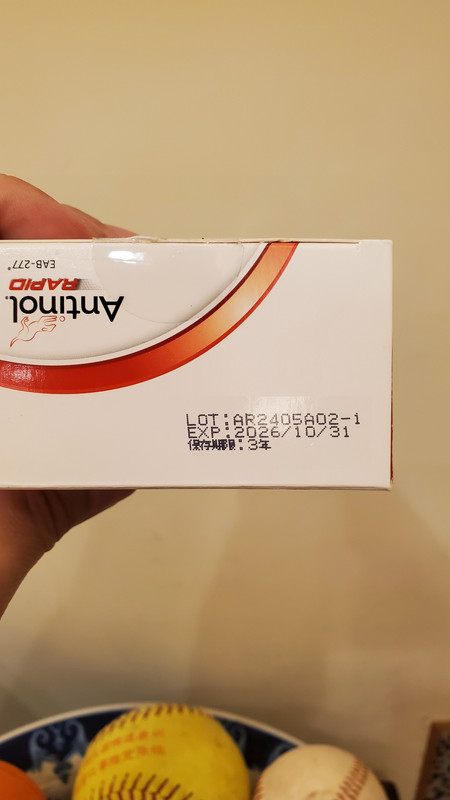 EAB-277®
RAPID
Antinol®
LOT:AR2405A02-1
EXP:2026/10/31
保存期限:3年